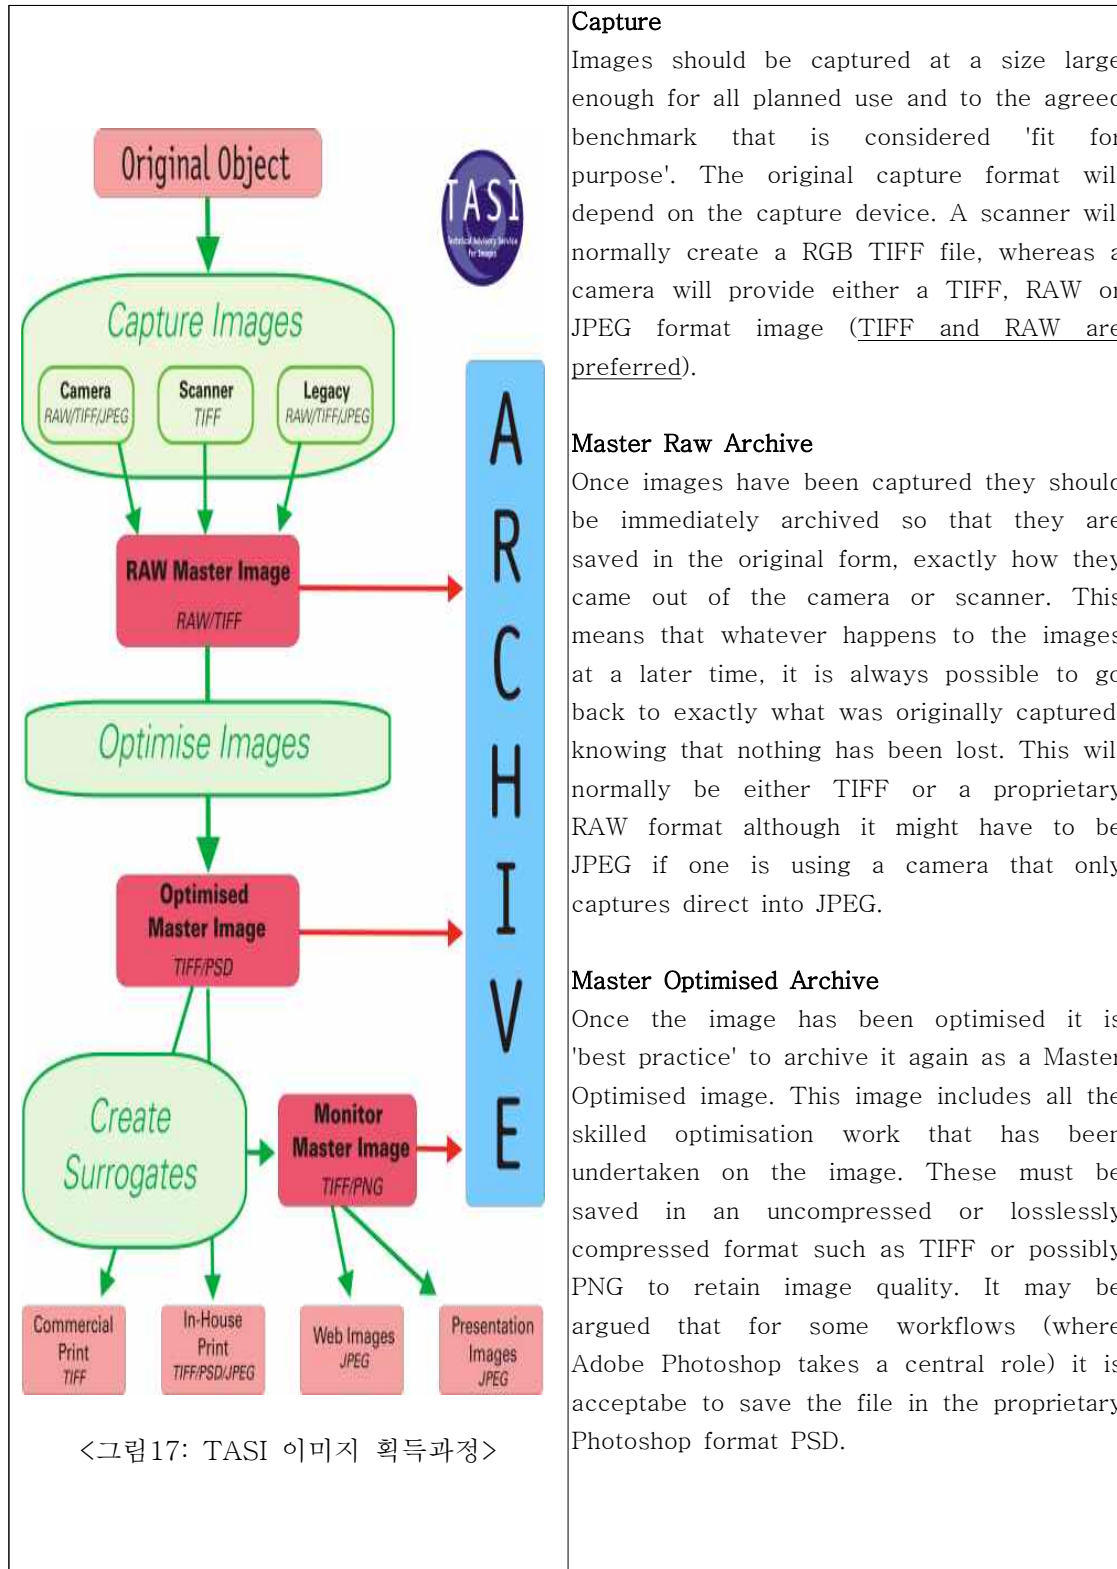 Original Object
TASI
Technical Advisory Service
For Images
Capture Images
Camera
RAW/TIFF/JPEG
Scanner
TIFF
Legacy
RAW/TIFF/JPEG
RAW Master Image
RAW/TIFF
Optimise Images
Optimised
Master Image
TIFF/PSD
Create
Surrogates
Monitor
Master Image
TIFF/PNG
Commercial
Print
TIFF
In-House
Print
TIFF/PSD/JPEG
Web Images
JPEG
Presentation
Images
JPEG
A
R
C
H
I
V
E
<그림17: TASI 이미지 획득과정>
Capture
Images should be captured at a size large
enough for all planned use and to the agreed
benchmark that is considered 'fit for
purpose'. The original capture format wil
depend on the capture device. A scanner wil
normally create a RGB TIFF file, whereas a
camera will provide either a TIFF, RAW or
JPEG format image (TIFF and RAW are
preferred).
Master Raw Archive
Once images have been captured they should
be immediately archived so that they are
saved in the original form, exactly how they
came out of the camera or scanner. This
means that whatever happens to the images
at a later time, it is always possible to go
back to exactly what was originally captured
knowing that nothing has been lost. This wil
normally be either TIFF or a proprietary
RAW format although it might have to be
JPEG if one is using a camera that only
captures direct into JPEG.
Master Optimised Archive
Once the image has been optimised it is
'best practice' to archive it again as a Master
Optimised image. This image includes all the
skilled optimisation work that has been
undertaken on the image. These must be
saved in an uncompressed or losslessly
compressed format such as TIFF or possibly
PNG to retain image quality. It may be
argued that for some workflows (where
Adobe Photoshop takes a central role) it is
acceptabe to save the file in the proprietary
Photoshop format PSD.